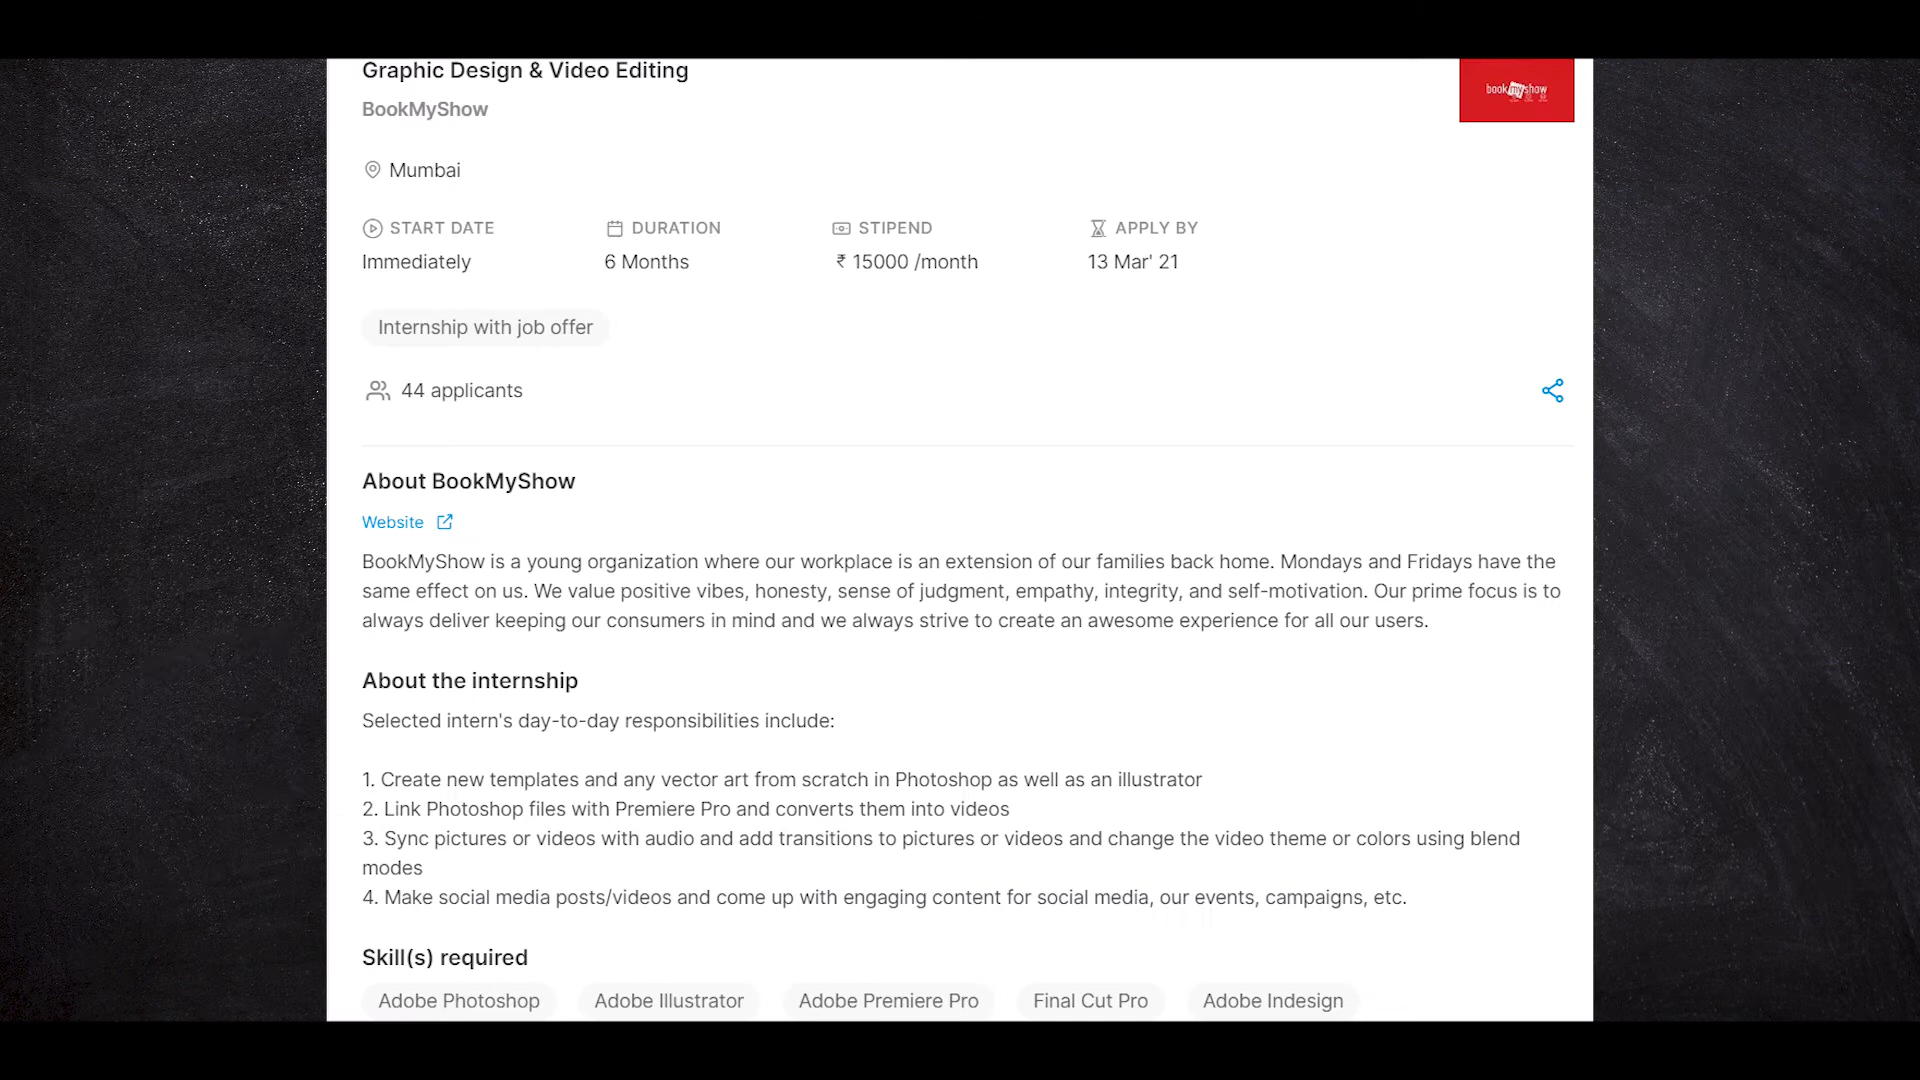 Graphic Design & Video Editing
BookMyShow
book my show
Mumbai
START DATE
DURATION
STIPEND
APPLY BY
Immediately
6 Months
₹ 15000 /month
13 Mar' 21
Internship with job offer
44 applicants
About BookMyShow
Website
BookMyShow is a young organization where our workplace is an extension of our families back home. Mondays and Fridays have the
same effect on us. We value positive vibes, honesty, sense of judgment, empathy, integrity, and self-motivation. Our prime focus is to
always deliver keeping our consumers in mind and we always strive to create an awesome experience for all our users.
About the internship
Selected intern's day-to-day responsibilities include:
1. Create new templates and any vector art from scratch in Photoshop as well as an illustrator
2. Link Photoshop files with Premiere Pro and converts them into videos
3. Sync pictures or videos with audio and add transitions to pictures or videos and change the video theme or colors using blend
modes
4. Make social media posts/videos and come up with engaging content for social media, our events, campaigns, etc.
Skill(s) required
Adobe Photoshop
Adobe Illustrator
Adobe Premiere Pro
Final Cut Pro
Adobe Indesign